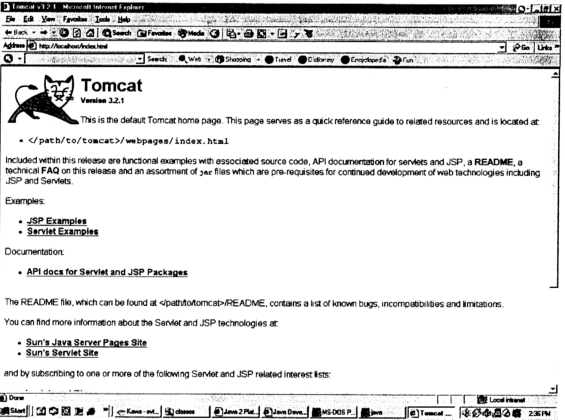 Tomcat v3.2.1 Microsoft Internet Explorer
File Edit View Favorites Tools Help
Back Search Favorites Media
Address http://localhost/index.html Go Links
Search Web Shopping Travel Dictionary Encyclopedia Fun
Tomcat
Version 3.2.1
This is the default Tomcat home page. This page serves as a quick reference guide to related resources and is located at:
• </path/to/tomcat>/webpages/index.html
Included within this release are functional examples with associated source code, API documentation for servlets and JSP, a README, a
technical FAQ on this release and an assortment of jar files which are pre-requisites for continued development of web technologies including
JSP and Servlets.
Examples:
• JSP Examples
• Servlet Examples
Documentation:
• API docs for Servlet and JSP Packages
The README file, which can be found at </path/to/tomcat>/README, contains a list of known bugs, incompatibilities and limitations.
You can find more information about the Servlet and JSP technologies at:
• Sun's Java Server Pages Site
• Sun's Servlet Site
and by subscribing to one or more of the following Servlet and JSP related interest lists:
Done Local intranet
Start Kawa - svt... classes Java 2 Plat... Java Deve... MS-DOS P... java Tomcat ... 2:36 PM